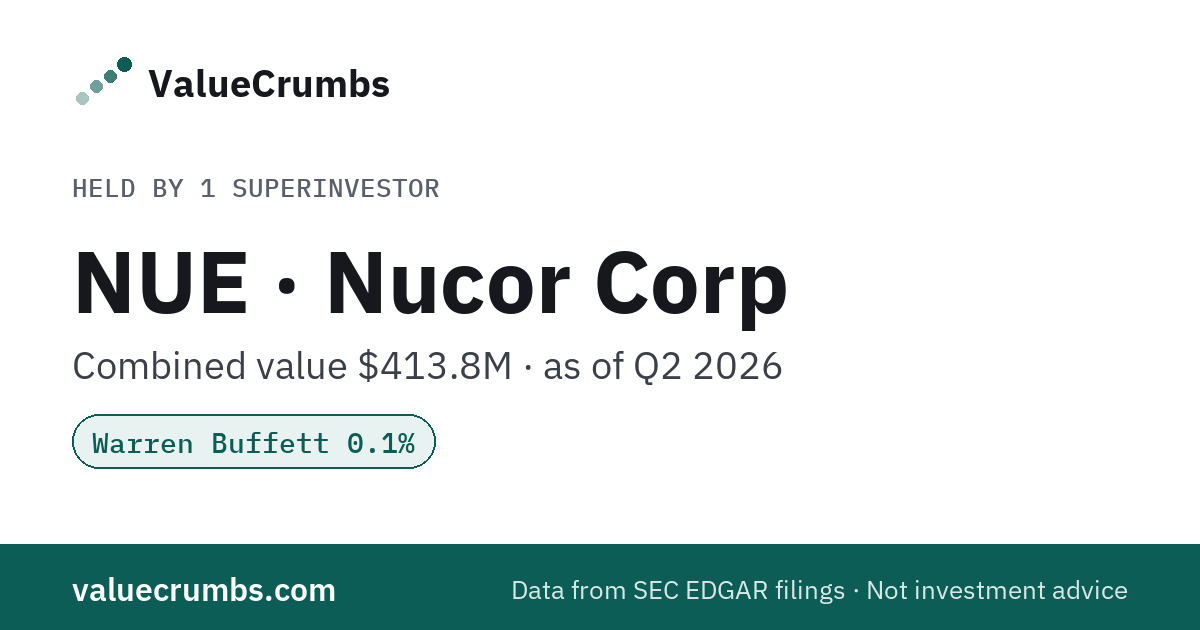 ValueCrumbs
HELD BY 1 SUPERINVESTOR
NUE · Nucor Corp
Combined value $413.8M · as of Q2 2026
Warren Buffett 0.1%
valuecrumbs.com
Data from SEC EDGAR filings · Not investment advice